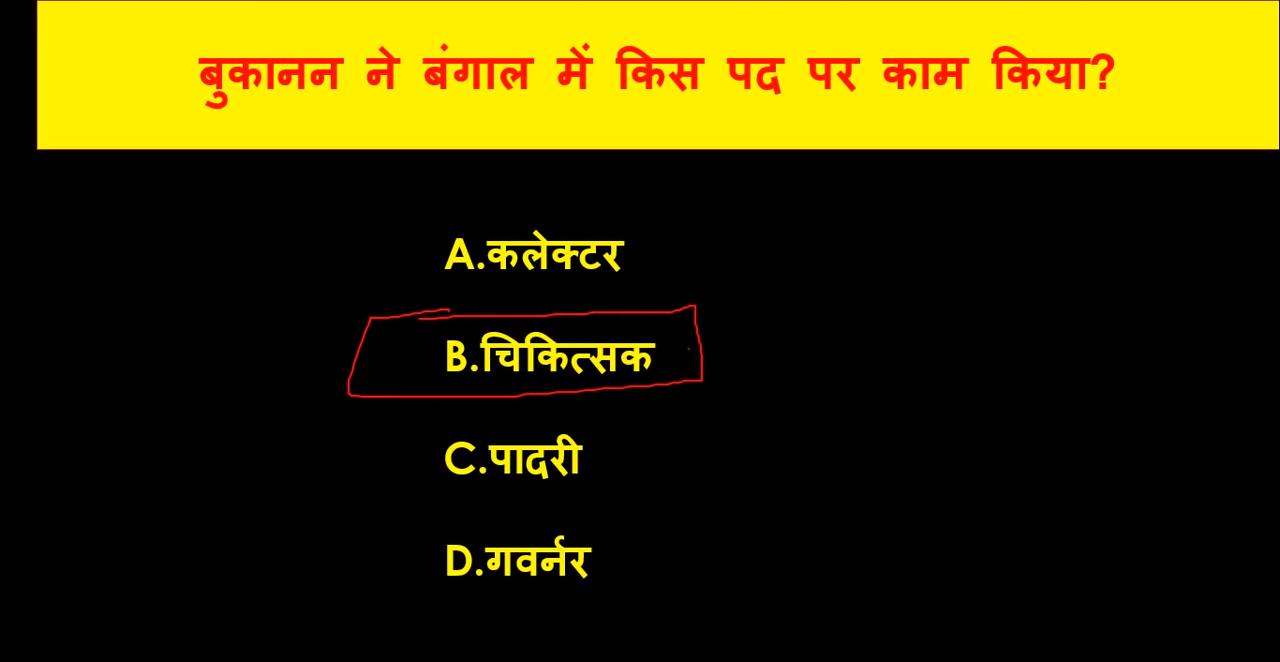 बुकानन ने बंगाल में किस पद पर काम किया?
A.कलेक्टर
B.चिकित्सक
C.पादरी
D.गवर्नर